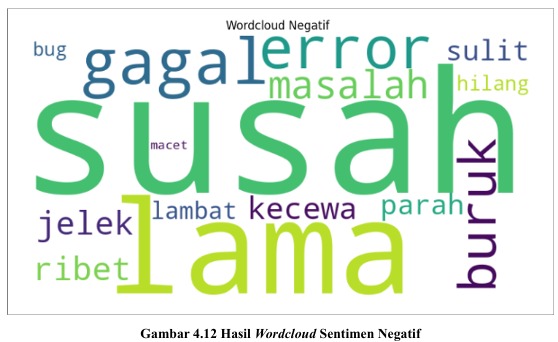 Wordcloud Negatif
bug
gagal
error
sulit
masalah
hilang
susah
macet
buruk
jelek
lambat
kecewa
parah
lama
ribet
Gambar 4.12 Hasil Wordcloud Sentimen Negatif